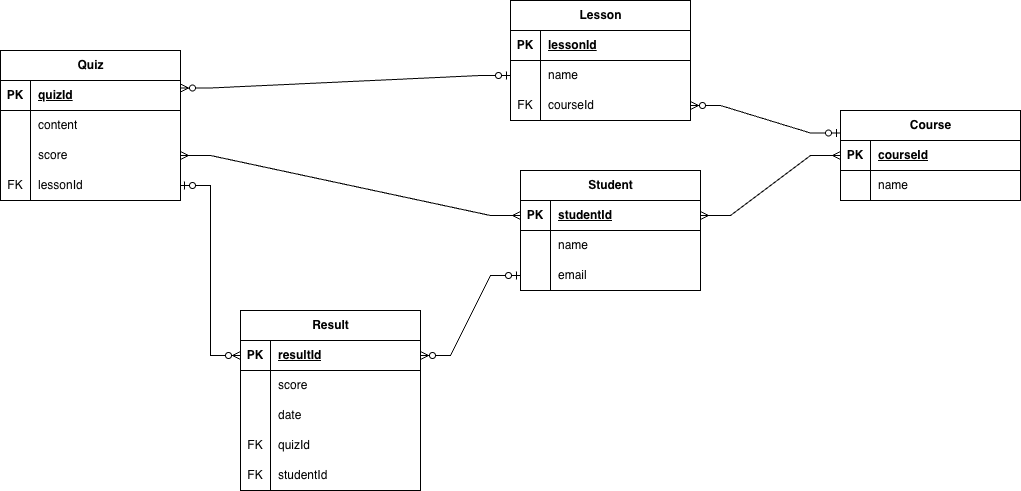 Lesson
PK lessonId
name
FK courseId
Quiz
PK quizId
content
score
FK lessonId
Course
PK courseId
name
Student
PK studentId
name
email
Result
PK resultId
score
date
FK quizId
FK studentId